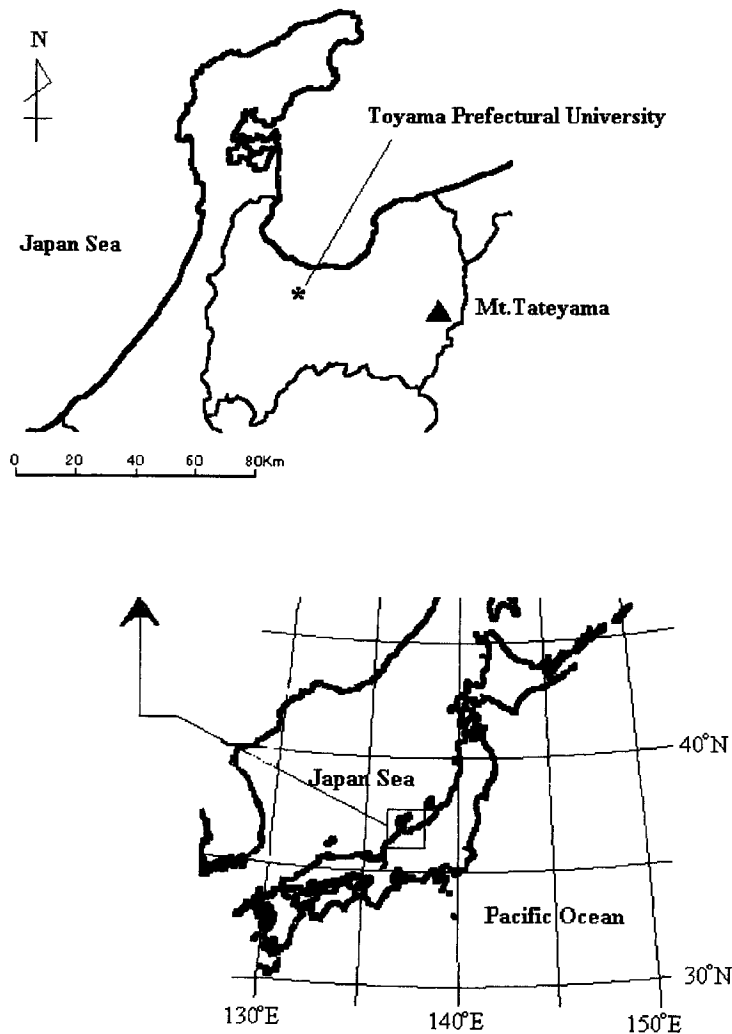 N
Toyama Prefectural University
Japan Sea
*
Mt.Tateyama
0 20 40 60 80Km
Japan Sea
40°N
Pacific Ocean
30°N
130°E 140°E 150°E